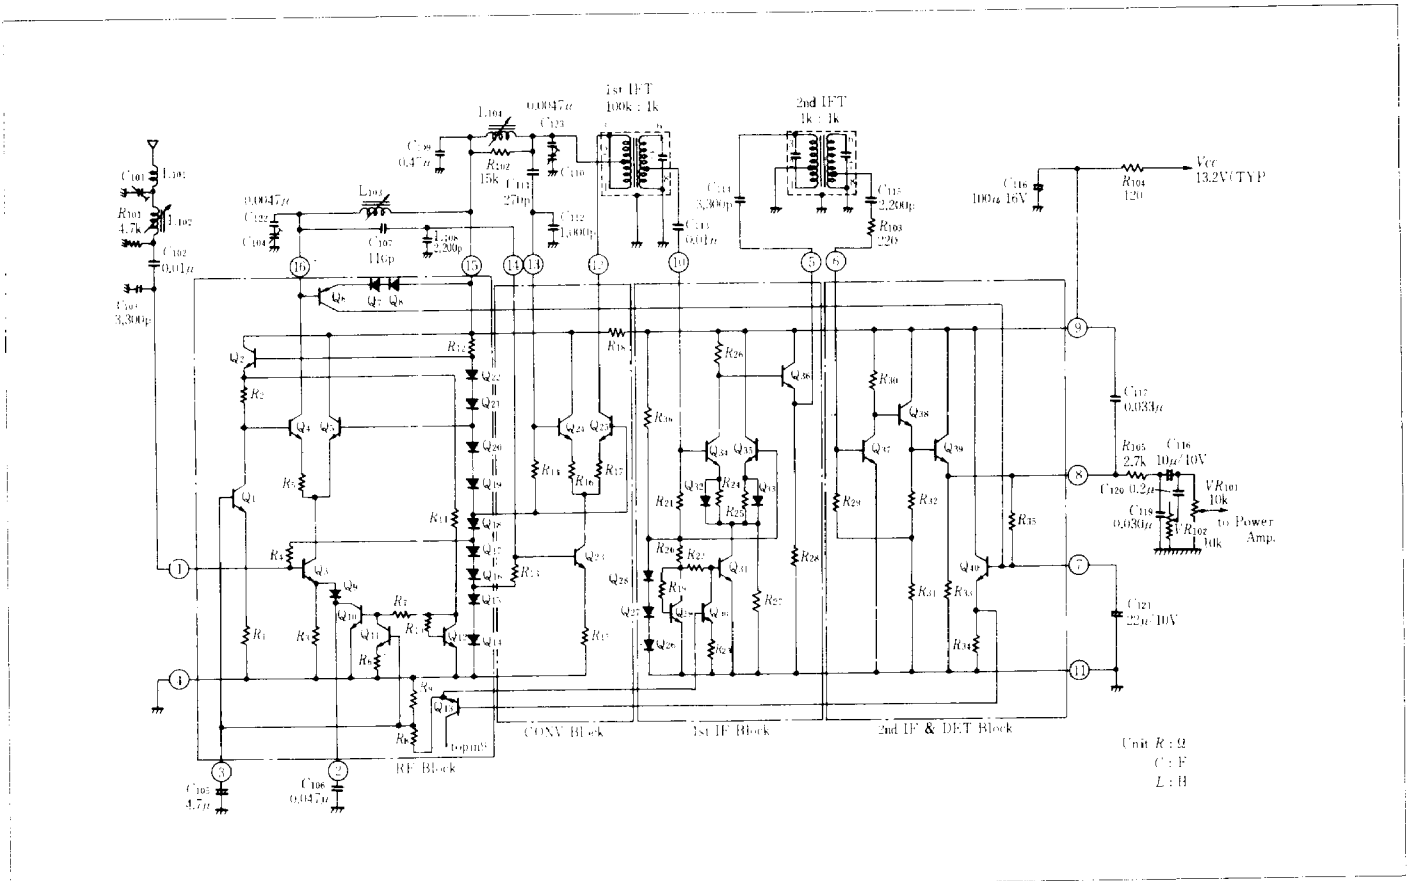 1st IFT
100k : 1k
2nd IFT
1k : 1k
L104
0.0047μ
C123
C110
C109
0.47μ
R102
15k
C111
270p
C112
1,000p
C101
L101
R101
4.7k
L102
C102
0.01μ
C103
3,300p
0.0047μ
C122
C104
L103
C107
2,200p
C113
0.01μ
C114
3,300p
C115
2,200p
R103
220
C116
100μ 16V
R104
120
Vcc
13.2V(TYP
16
15
14
13
12
10
5
6
9
Q6
Q7
Q8
Q2
R2
R12
Q22
Q21
Q20
Q19
Q18
Q17
Q16
Q15
Q14
Q4
Q5
R5
Q1
R11
R4
Q3
Q9
Q10
Q11
R7
Q12
R1
R3
R6
R9
R8
Q13
to pin 9
R18
Q24
Q25
R14
R16
R17
R13
Q23
R26
Q36
R36
Q34
Q35
Q32
Q33
R24
R25
R21
R20
R22
R19
Q31
Q28
Q27
Q26
R27
R28
R30
Q38
Q37
Q39
R29
R32
R35
R31
R33
Q40
R34
C117
0.033μ
8
R105
2.7k
C116
10μ/10V
C120 0.2μ
C119
0.030μ
VR101
10k
VR102
10k
to Power
Amp.
7
C121
22μ/10V
1
4
11
RF Block
CONV Block
1st IF Block
2nd IF & DET Block
3
C105
4.7μ
2
C106
0.047μ
Unit R : Ω
C : F
L : H